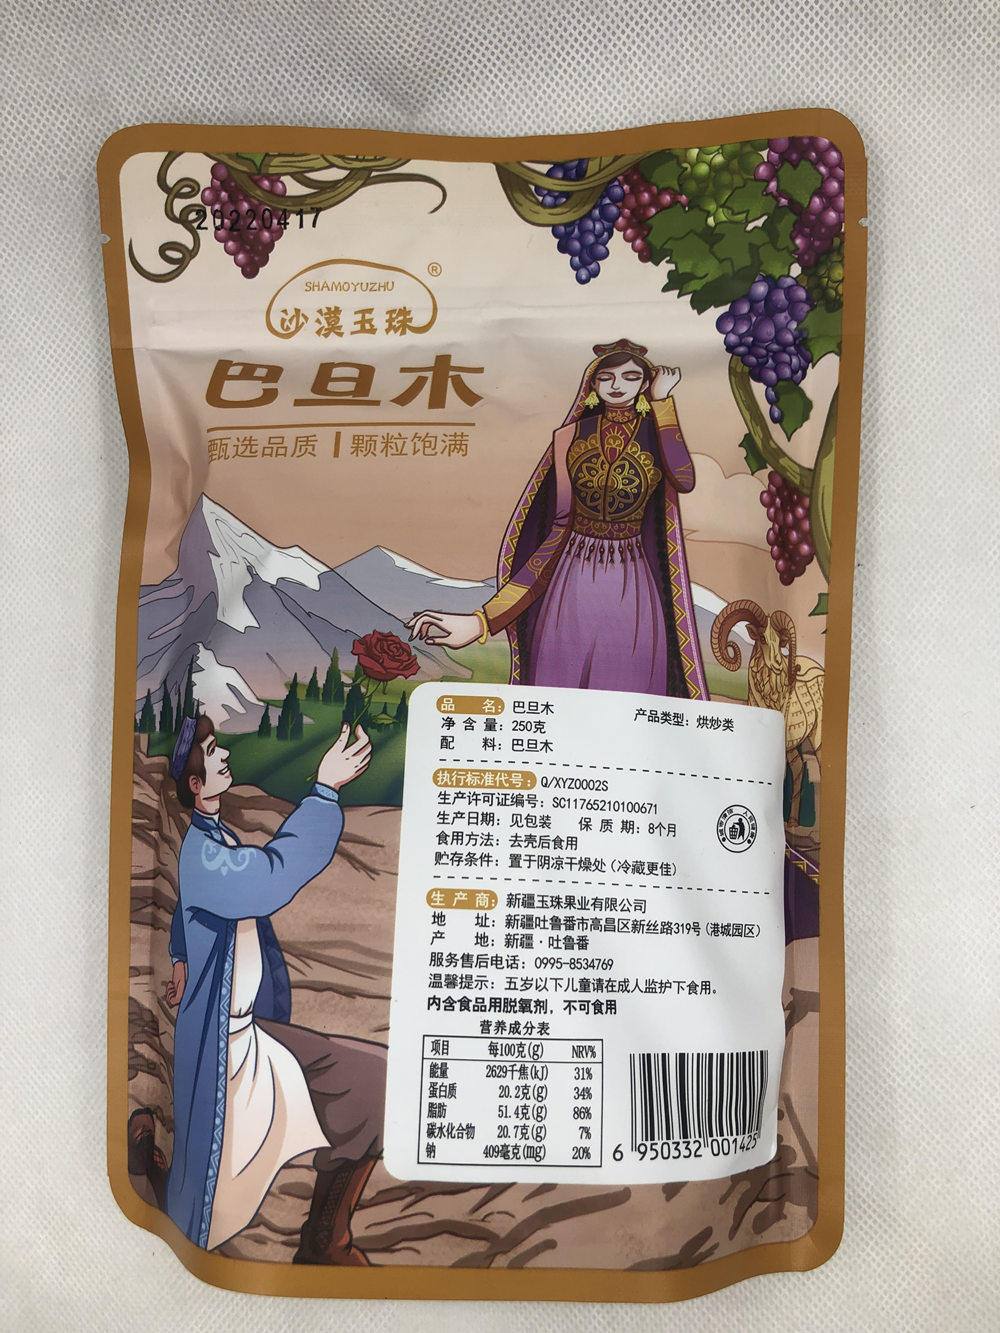 20220417
SHAMOYUZHU
®
沙漠玉珠
巴旦木
甄选品质 | 颗粒饱满
品 名: 巴旦木 产品类型: 烘炒类
净 含 量: 250克
配 料: 巴旦木
执行标准代号: Q/XYZ0002S
生产许可证编号: SC11765210100671
生产日期: 见包装 保 质 期: 8个月
食用方法: 去壳后食用
贮存条件: 置于阴凉干燥处 (冷藏更佳)
生 产 商: 新疆玉珠果业有限公司
地 址: 新疆吐鲁番市高昌区新丝路319号 (港城园区)
产 地: 新疆·吐鲁番
服务售后电话: 0995-8534769
温馨提示: 五岁以下儿童请在成人监护下食用。
内含食品用脱氧剂, 不可食用
营养成分表
项目 每100克(g) NRV%
能量 2629千焦(kJ) 31%
蛋白质 20.2克(g) 34%
脂肪 51.4克(g) 86%
碳水化合物 20.7克(g) 7%
钠 409毫克(mg) 20%
6 950332 001425